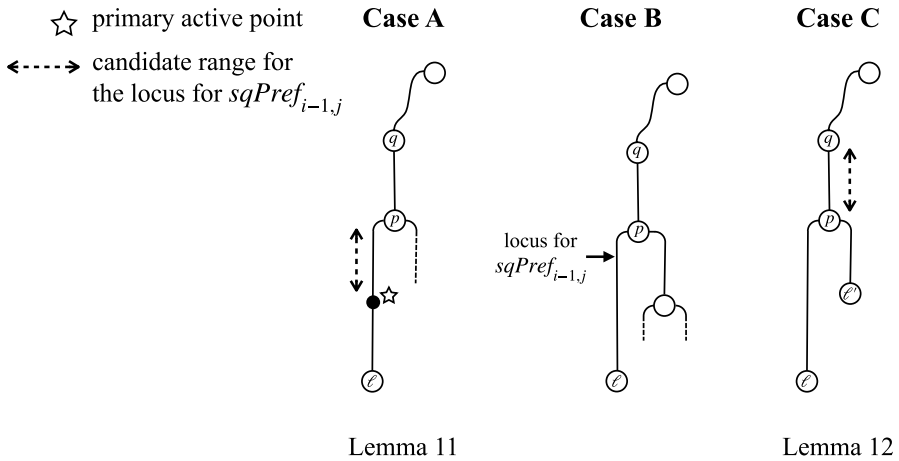 primary active point
candidate range for
the locus for sqPref_{i−1,j}
Case A
Case B
Case C
q
p
ℓ
Lemma 11
q
p
locus for
sqPref_{i−1,j}
ℓ
q
p
ℓ'
ℓ
Lemma 12